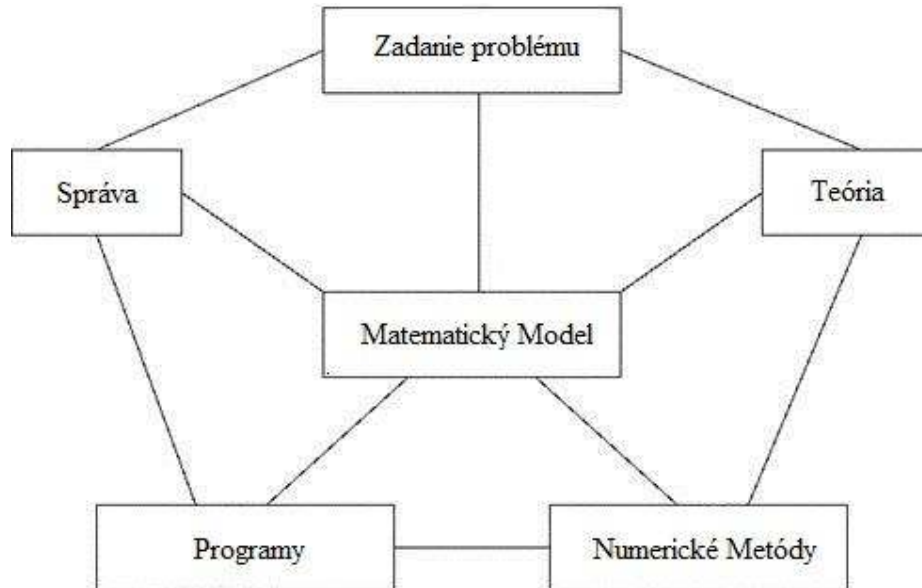 Zadanie problému
Správa
Teória
Matematický Model
Programy
Numerické Metódy